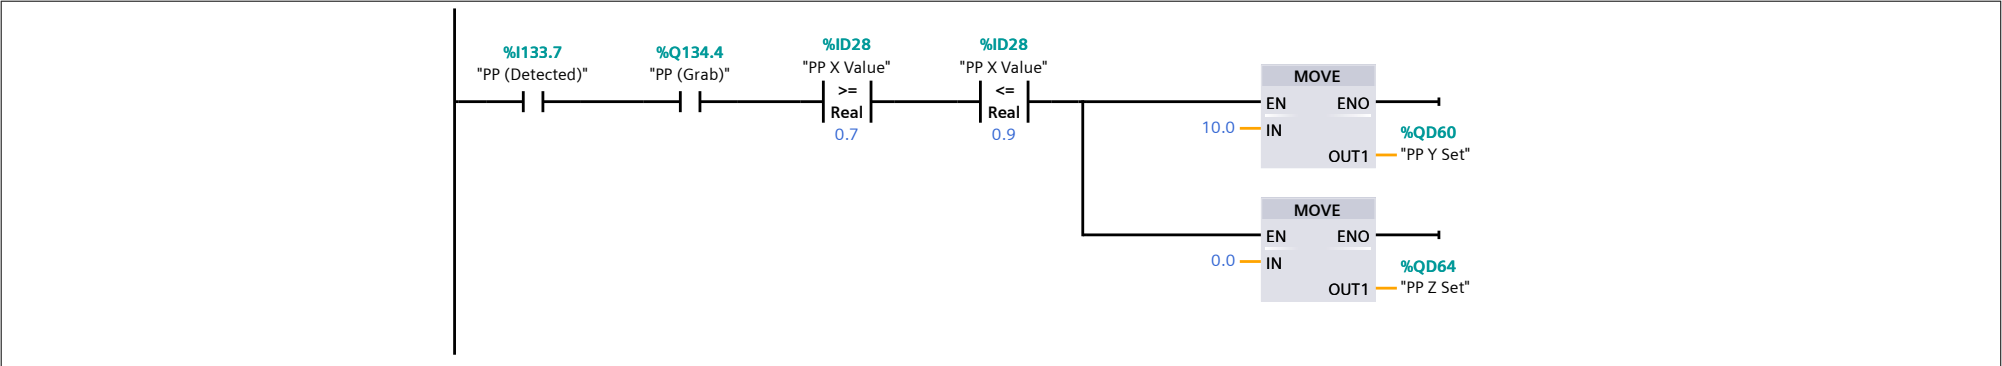 %I133.7
"PP (Detected)"
%Q134.4
"PP (Grab)"
%ID28
"PP X Value"
>=
Real
0.7
%ID28
"PP X Value"
<=
Real
0.9
MOVE
EN ENO
10.0 IN
%QD60
OUT1 "PP Y Set"
MOVE
EN ENO
0.0 IN
%QD64
OUT1 "PP Z Set"